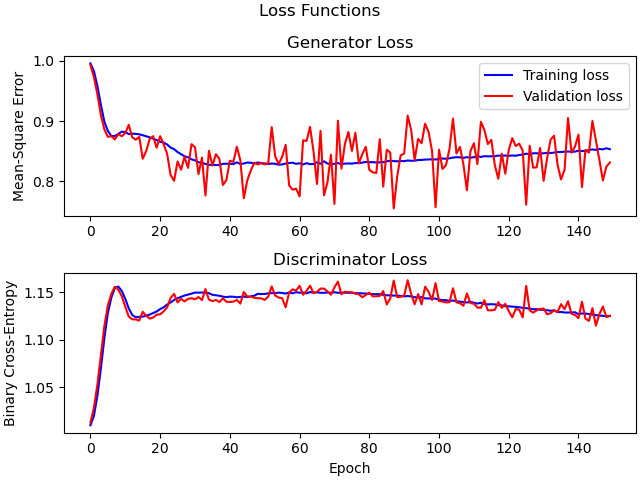 Loss Functions
Generator Loss
Mean-Square Error
1.0
0.9
0.8
Training loss
Validation loss
0 20 40 60 80 100 120 140
Discriminator Loss
Binary Cross-Entropy
1.15
1.10
1.05
0 20 40 60 80 100 120 140
Epoch